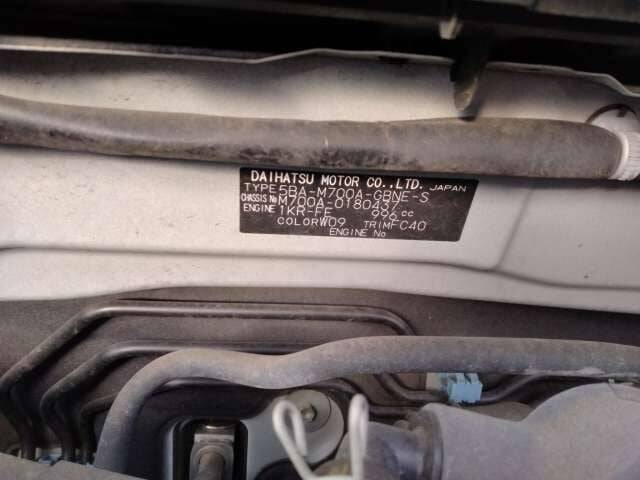 DAIHATSU MOTOR CO.,LTD. JAPAN
TYPE 5BA-M700A-GBNE-S
CHASSIS No M700A-0180437
ENGINE 1KR-FE 996 cc
COLOR W09 TRIM FC40
ENGINE No